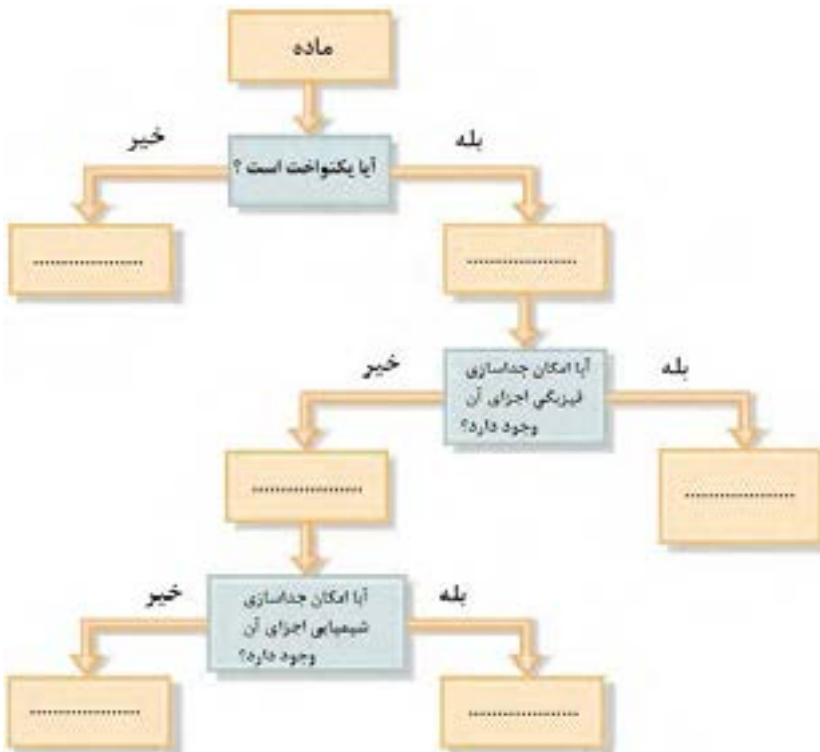 ماده
بله
خیر
آیا یکنواخت است ؟
....................
....................
بله
خیر
آیا امکان جداسازی
فیزیکی اجزای آن
وجود دارد؟
....................
....................
بله
خیر
آیا امکان جداسازی
شیمیایی اجزای آن
وجود دارد؟
....................
....................